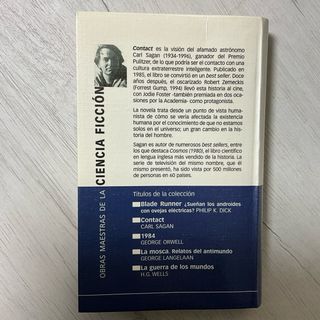 Contact es la visión del afamado astrónomo
Carl Sagan (1934-1996), ganador del Premio
Pulitzer, de lo que podría ser el contacto con una
cultura extraterrestre inteligente. Publicado en
1985, el libro se convirtió en un best seller. Doce
años después, el oscarizado Robert Zemeckis
(Forrest Gump, 1994) llevó esta historia al cine,
con Jodie Foster -también premiada en dos oca-
siones por la Academia- como protagonista.
La novela trata desde un punto de vista huma-
nista de cómo se vería afectada la existencia
humana por el conocimiento de que no estamos
solos en el universo; un gran cambio en la histo-
ria del hombre.
Sagan es autor de numerosos best sellers, entre
los que destaca Cosmos (1980), el libro científico
en lengua inglesa más vendido de la historia. La
serie de televisión del mismo nombre, que él
mismo presentó, ha sido vista por 500 millones
de personas en 60 países.
OBRAS MAESTRAS DE LA CIENCIA FICCIÓN
Títulos de la colección
Blade Runner ¿Sueñan los androides
con ovejas eléctricas? PHILIP K. DICK
Contact
CARL SAGAN
1984
GEORGE ORWELL
La mosca. Relatos del antimundo
GEORGE LANGELAAN
La guerra de los mundos
H.G. WELLS